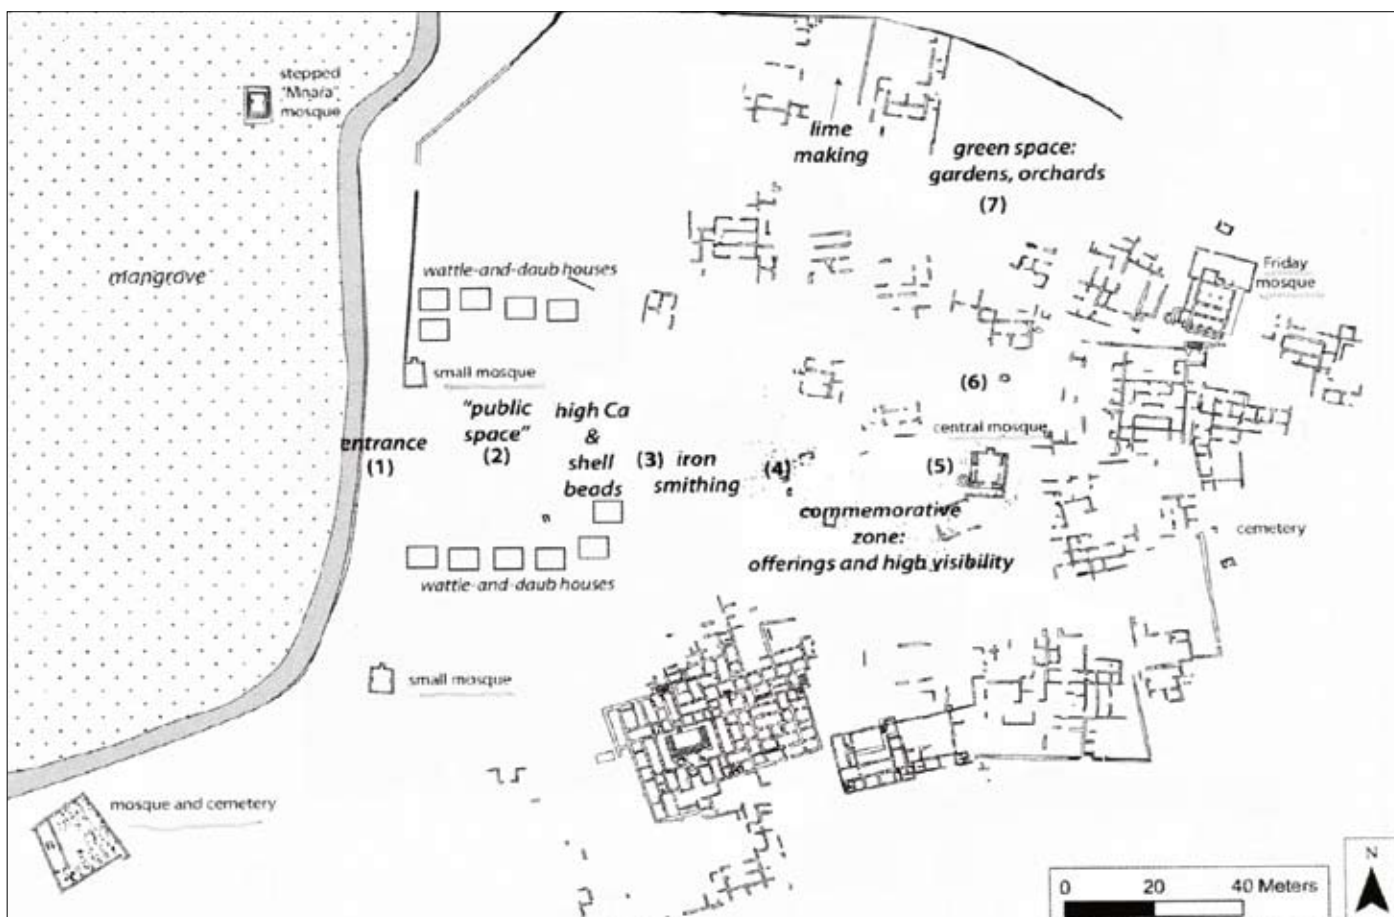 stepped
"Mnara"
mosque
lime
making
green space:
gardens, orchards
(7)
mangrove
wattle-and-daub houses
Friday
mosque
small mosque
(6)
"public
space"
(2)
high Ca
&
shell
beads
central mosque
entrance
(1)
(3) iron
smithing
(4)
(5)
commemorative
zone:
offerings and high visibility
cemetery
wattle-and-daub houses
small mosque
mosque and cemetery
N
0 20 40 Meters